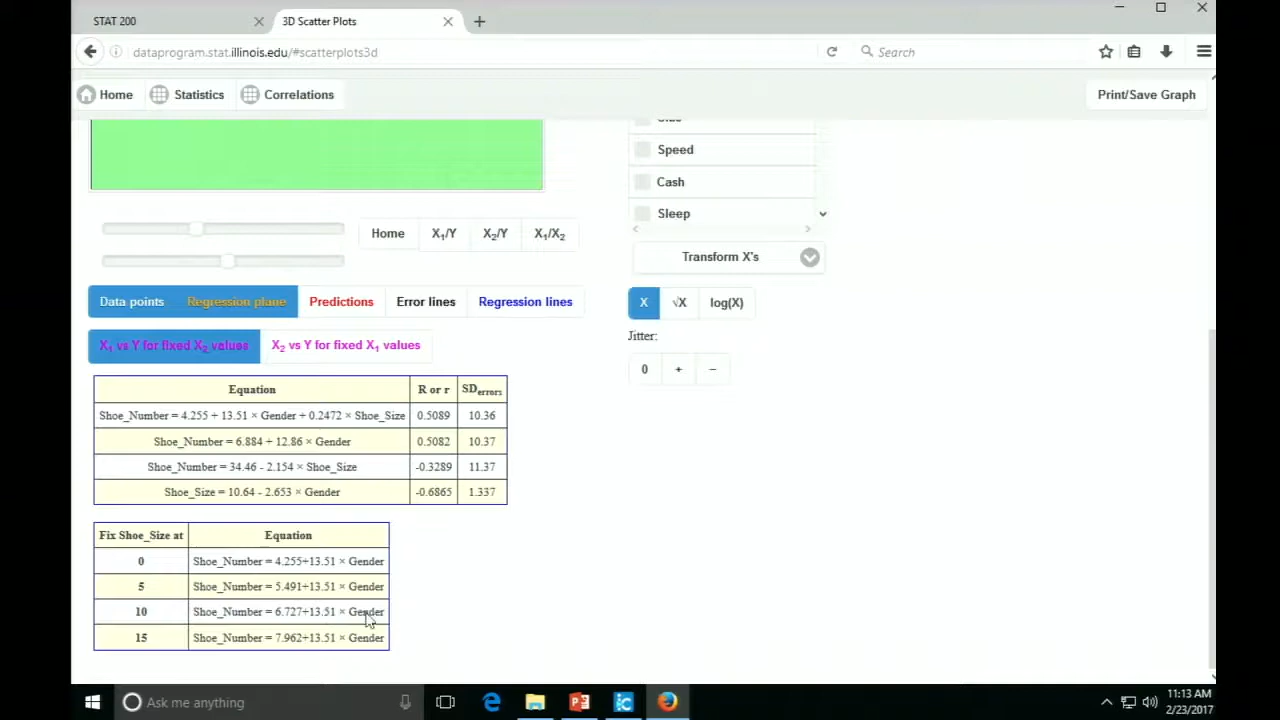 STAT 200
3D Scatter Plots
dataprogram.stat.illinois.edu/#scatterplots3d
Search
Home
Statistics
Correlations
Print/Save Graph
Speed
Cash
Sleep
Home
X1/Y
X2/Y
X1/X2
Transform X's
Data points
Regression plane
Predictions
Error lines
Regression lines
X
√X
log(X)
Jitter:
X1 vs Y for fixed X2 values
X2 vs Y for fixed X1 values
0
+
−
Equation R or r SDerrors
Shoe_Number = 4.255 + 13.51 × Gender + 0.2472 × Shoe_Size 0.5089 10.36
Shoe_Number = 6.884 + 12.86 × Gender 0.5082 10.37
Shoe_Number = 34.46 - 2.154 × Shoe_Size -0.3289 11.37
Shoe_Size = 10.64 - 2.653 × Gender -0.6865 1.337
Fix Shoe_Size at Equation
0 Shoe_Number = 4.255+13.51 × Gender
5 Shoe_Number = 5.491+13.51 × Gender
10 Shoe_Number = 6.727+13.51 × Gender
15 Shoe_Number = 7.962+13.51 × Gender
Ask me anything
11:13 AM
2/23/2017